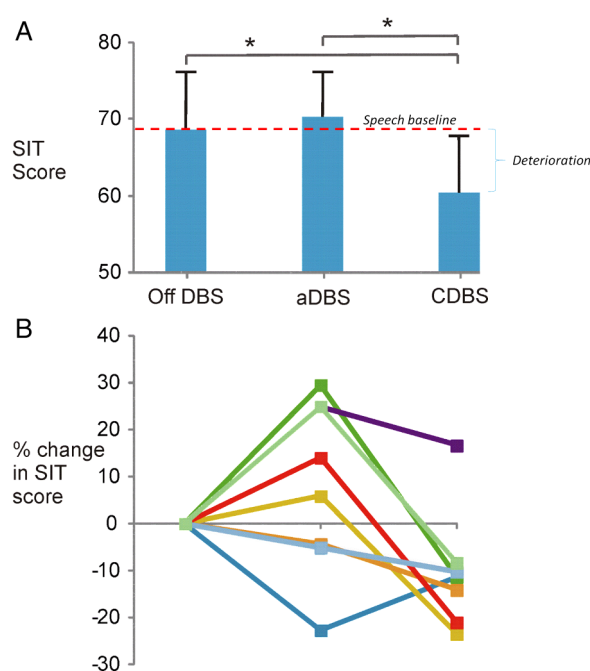 A
80
*
*
70
Speech baseline
SIT
Score
Deterioration
60
50
Off DBS
aDBS
CDBS
B
40
30
20
% change
in SIT
score
10
0
-10
-20
-30